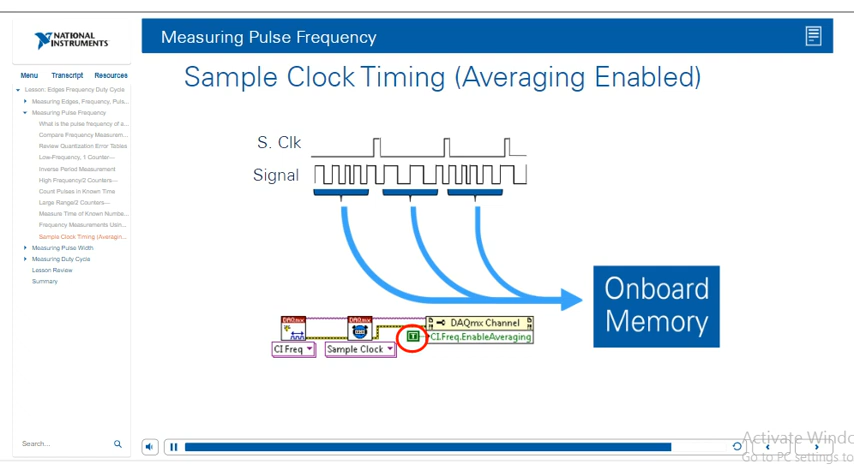 NATIONAL
INSTRUMENTS
Measuring Pulse Frequency
Menu Transcript Resources
Lesson, Edges Frequency Duty Cycle
Measuring Edges, Frequency, Puls...
Measuring Pulse Frequency
What is the pulse frequency of a...
Compare Frequency Measurem...
Review Quantization Error Tables
Low-Frequency, 1 Counter—
Inverse Period Measurement
High Frequency/2 Counters—
Count Pulses in Known Time
Large Range/2 Counters—
Measure Time of Known Numbe...
Frequency Measurements Usin...
Sample Clock Timing (Averagin...
Measuring Pulse Width
Measuring Duty Cycle
Lesson Review
Summary
Search...
Sample Clock Timing (Averaging Enabled)
S. Clk
Signal
Onboard
Memory
DAQmx
CI Freq
DAQmx
Sample Clock
T
DAQmx Channel
CI.Freq.EnableAveraging
Activate Windo
Go to PC settings to